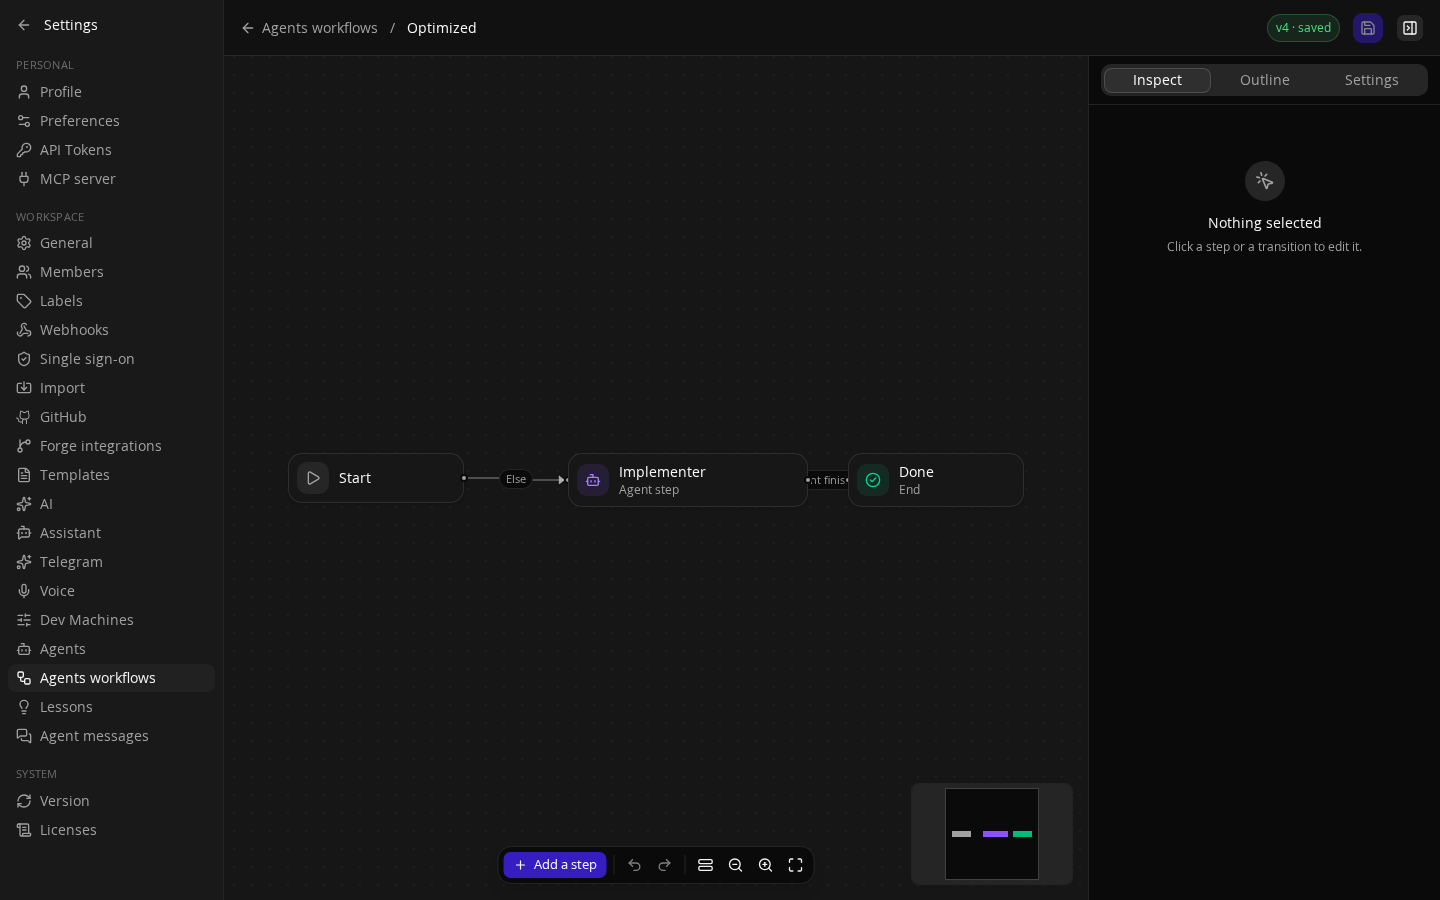 Settings
PERSONAL
Profile
Preferences
API Tokens
MCP server
WORKSPACE
General
Members
Labels
Webhooks
Single sign-on
Import
GitHub
Forge integrations
Templates
AI
Assistant
Telegram
Voice
Dev Machines
Agents
Agents workflows
Lessons
Agent messages
SYSTEM
Version
Licenses
Agents workflows / Optimized
v4 · saved
Start
Else
Implementer
Agent step
nt finis
Done
End
Add a step
Inspect Outline Settings
Nothing selected
Click a step or a transition to edit it.